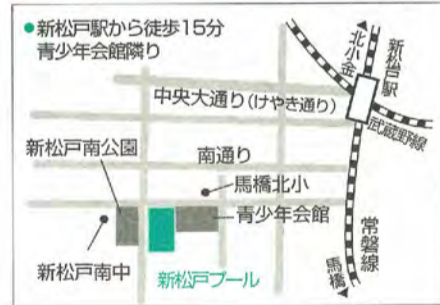 ●新松戸駅から徒歩15分
青少年会館隣り
▲北小金
新松戸駅
中央大通り(けやき通り)
武蔵野線
新松戸南公園
南通り
●馬橋北小
青少年会館
常磐線
新松戸南中
新松戸プール
馬橋▼